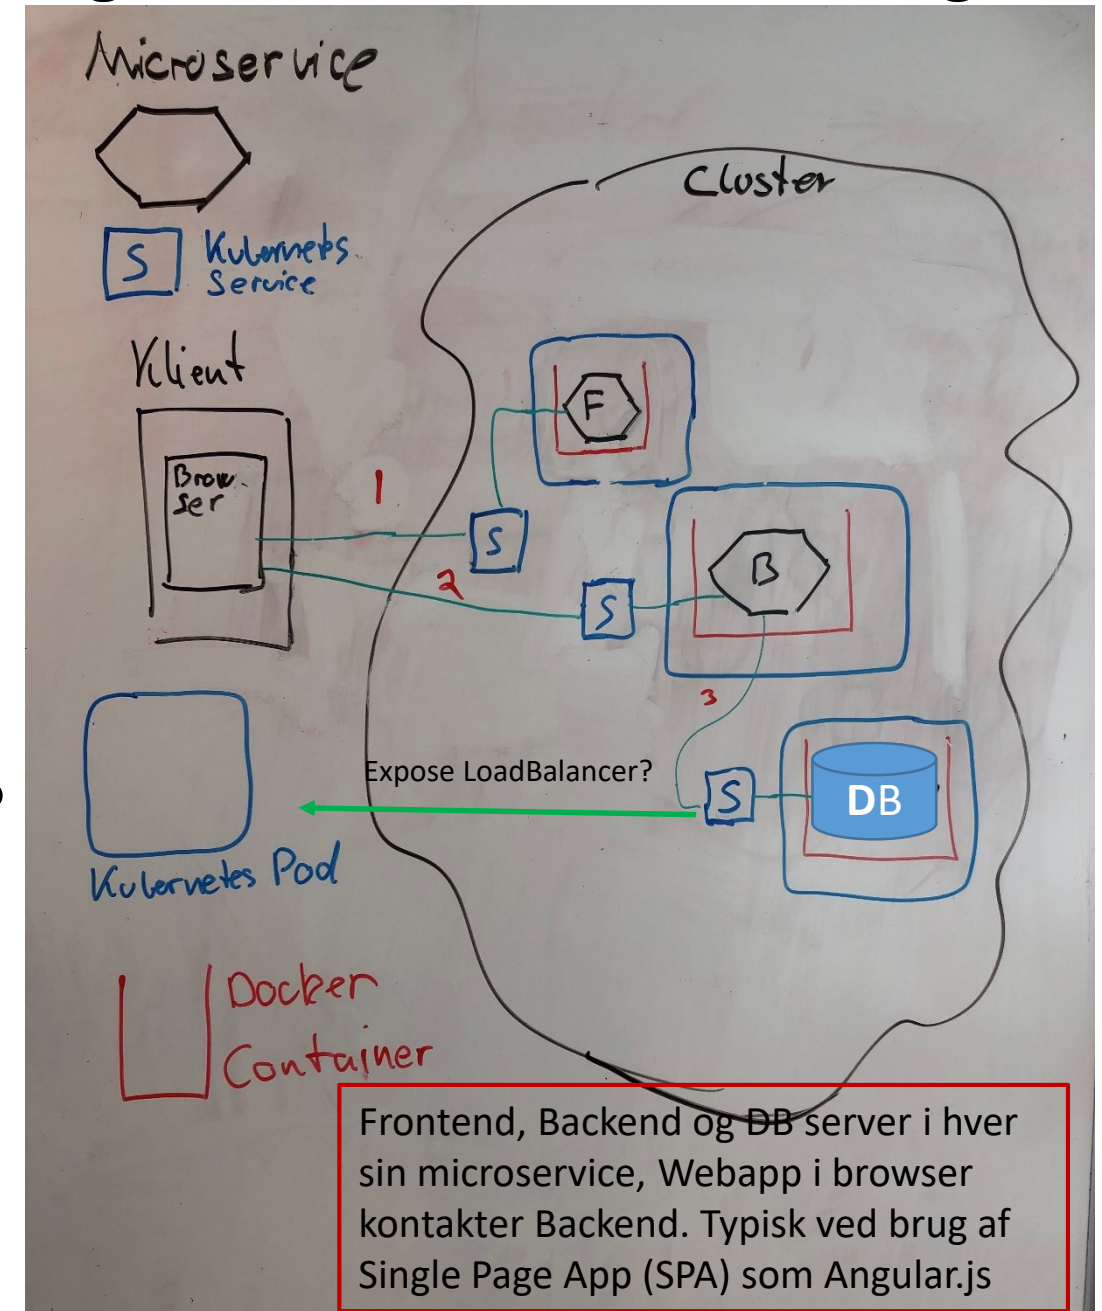 Microservice
S
Kubernets
Service
Cluster
Klient
Brow-
ser
1
2
F
S
S
B
3
Expose LoadBalancer?
S
DB
Kubernetes Pod
Docker
Container
Frontend, Backend og DB server i hver
sin microservice, Webapp i browser
kontakter Backend. Typisk ved brug af
Single Page App (SPA) som Angular.js